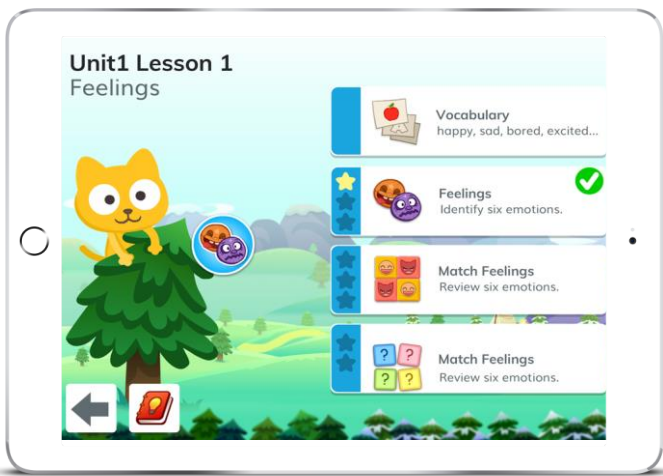 Unit1 Lesson 1
Feelings
Vocabulary
happy, sad, bored, excited...
Feelings
Identify six emotions.
Match Feelings
Review six emotions.
? ?
? ?
Match Feelings
Review six emotions.